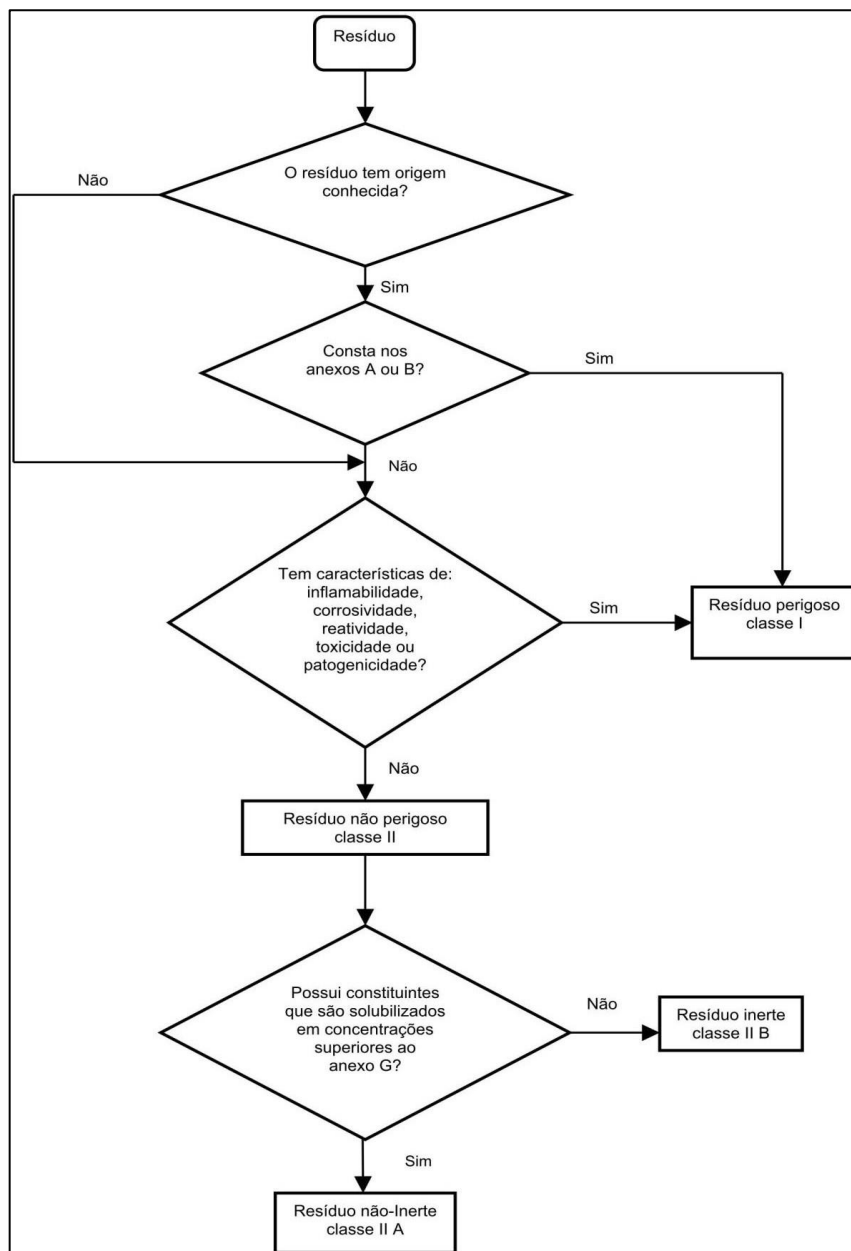 Resíduo
Não
O resíduo tem origem
conhecida?
Sim
Consta nos
anexos A ou B?
Sim
Não
Tem características de:
inflamabilidade,
corrosividade,
reatividade,
toxicidade ou
patogenicidade?
Sim
Resíduo perigoso
classe I
Não
Resíduo não perigoso
classe II
Possui constituintes
que são solubilizados
em concentrações
superiores ao
anexo G?
Não
Resíduo inerte
classe II B
Sim
Resíduo não-Inerte
classe II A